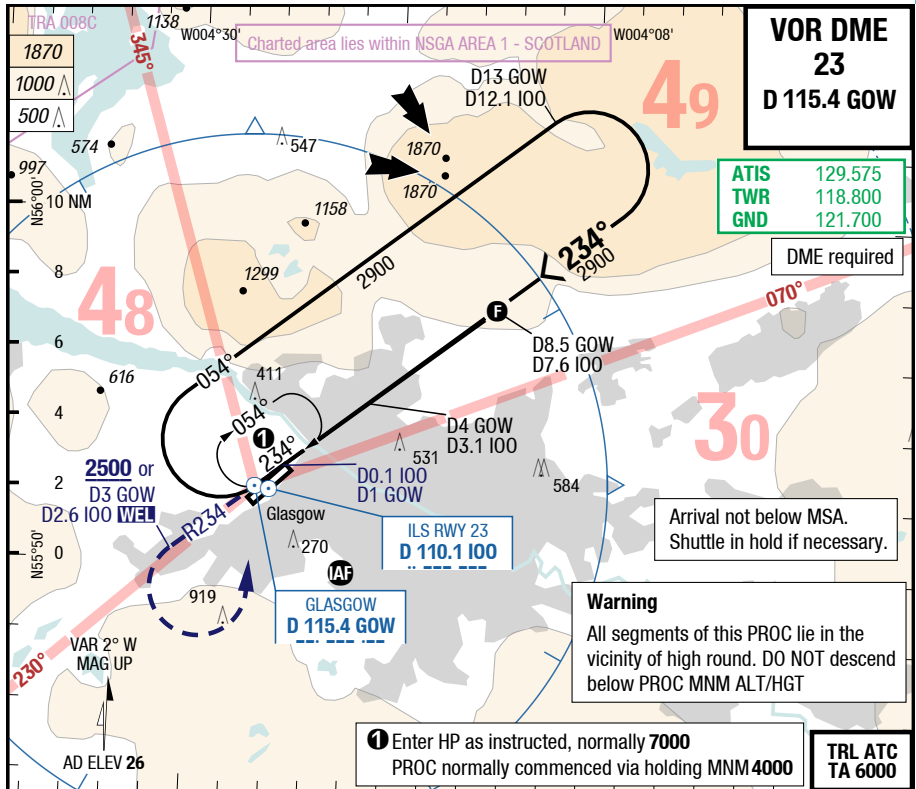 TRA 008C
1138
W004°30'
Charted area lies within NSGA AREA 1 - SCOTLAND
W004°08'
VOR DME
23
D 115.4 GOW
1870
1000
500
345°
D13 GOW
D12.1 IOO
49
574
547
1870
1870
997
N56°00'
10 NM
1158
ATIS 129.575
TWR 118.800
GND 121.700
DME required
234°
2900
2900
1299
8
48
070°
F
D8.5 GOW
D7.6 IOO
6
616
054°
411
4
054°
1
234°
D4 GOW
D3.1 IOO
30
531
584
2500 or
D3 GOW
D2.6 IOO WEL
2
D0.1 IOO
D1 GOW
R234
Glasgow
ILS RWY 23
D 110.1 IOO
Arrival not below MSA.
Shuttle in hold if necessary.
N55°50'
0
270
IAF
919
GLASGOW
D 115.4 GOW
Warning
All segments of this PROC lie in the
vicinity of high round. DO NOT descend
below PROC MNM ALT/HGT
VAR 2° W
MAG UP
230°
AD ELEV 26
1 Enter HP as instructed, normally 7000
PROC normally commenced via holding MNM 4000
TRL ATC
TA 6000